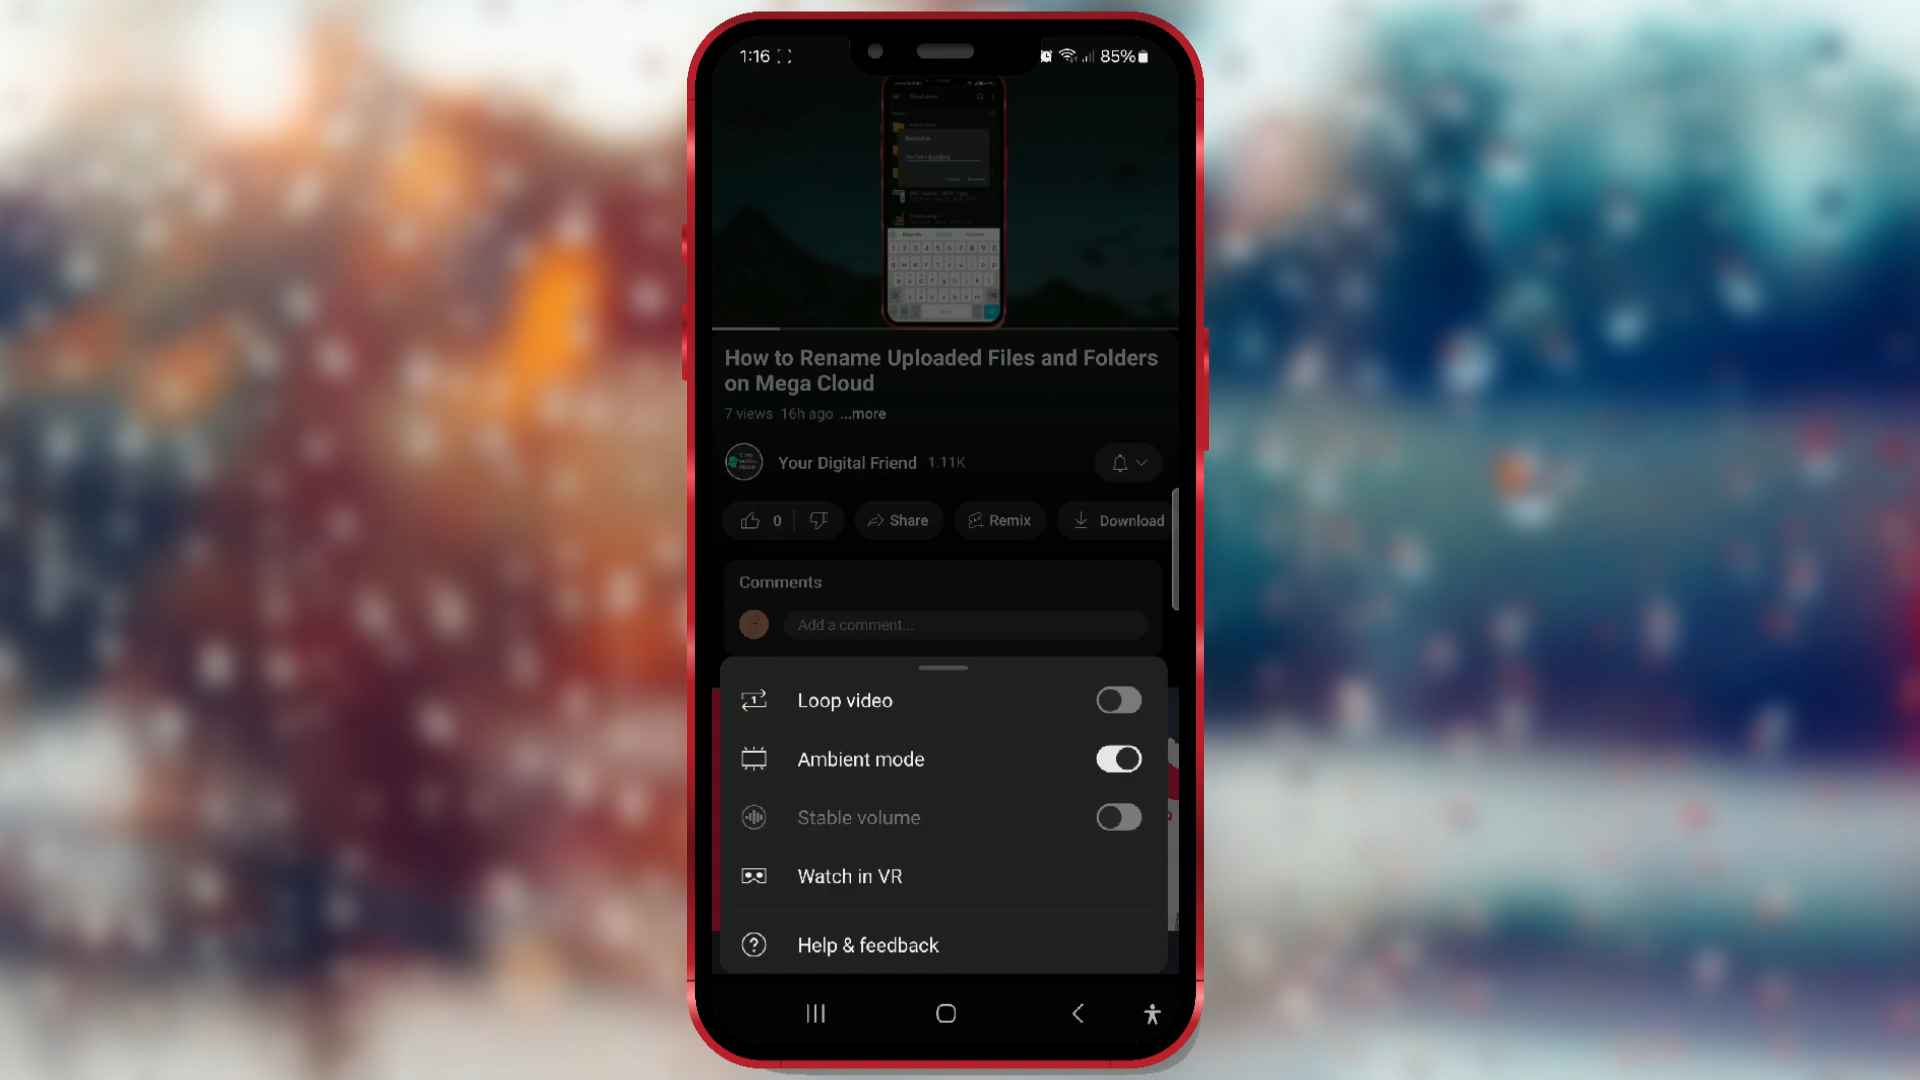 1:16
85%
How to Rename Uploaded Files and Folders
on Mega Cloud
7 views 16h ago ...more
Your Digital Friend 1.11K
0
Share
Remix
Download
Comments
Add a comment...
Loop video
Ambient mode
Stable volume
Watch in VR
Help & feedback